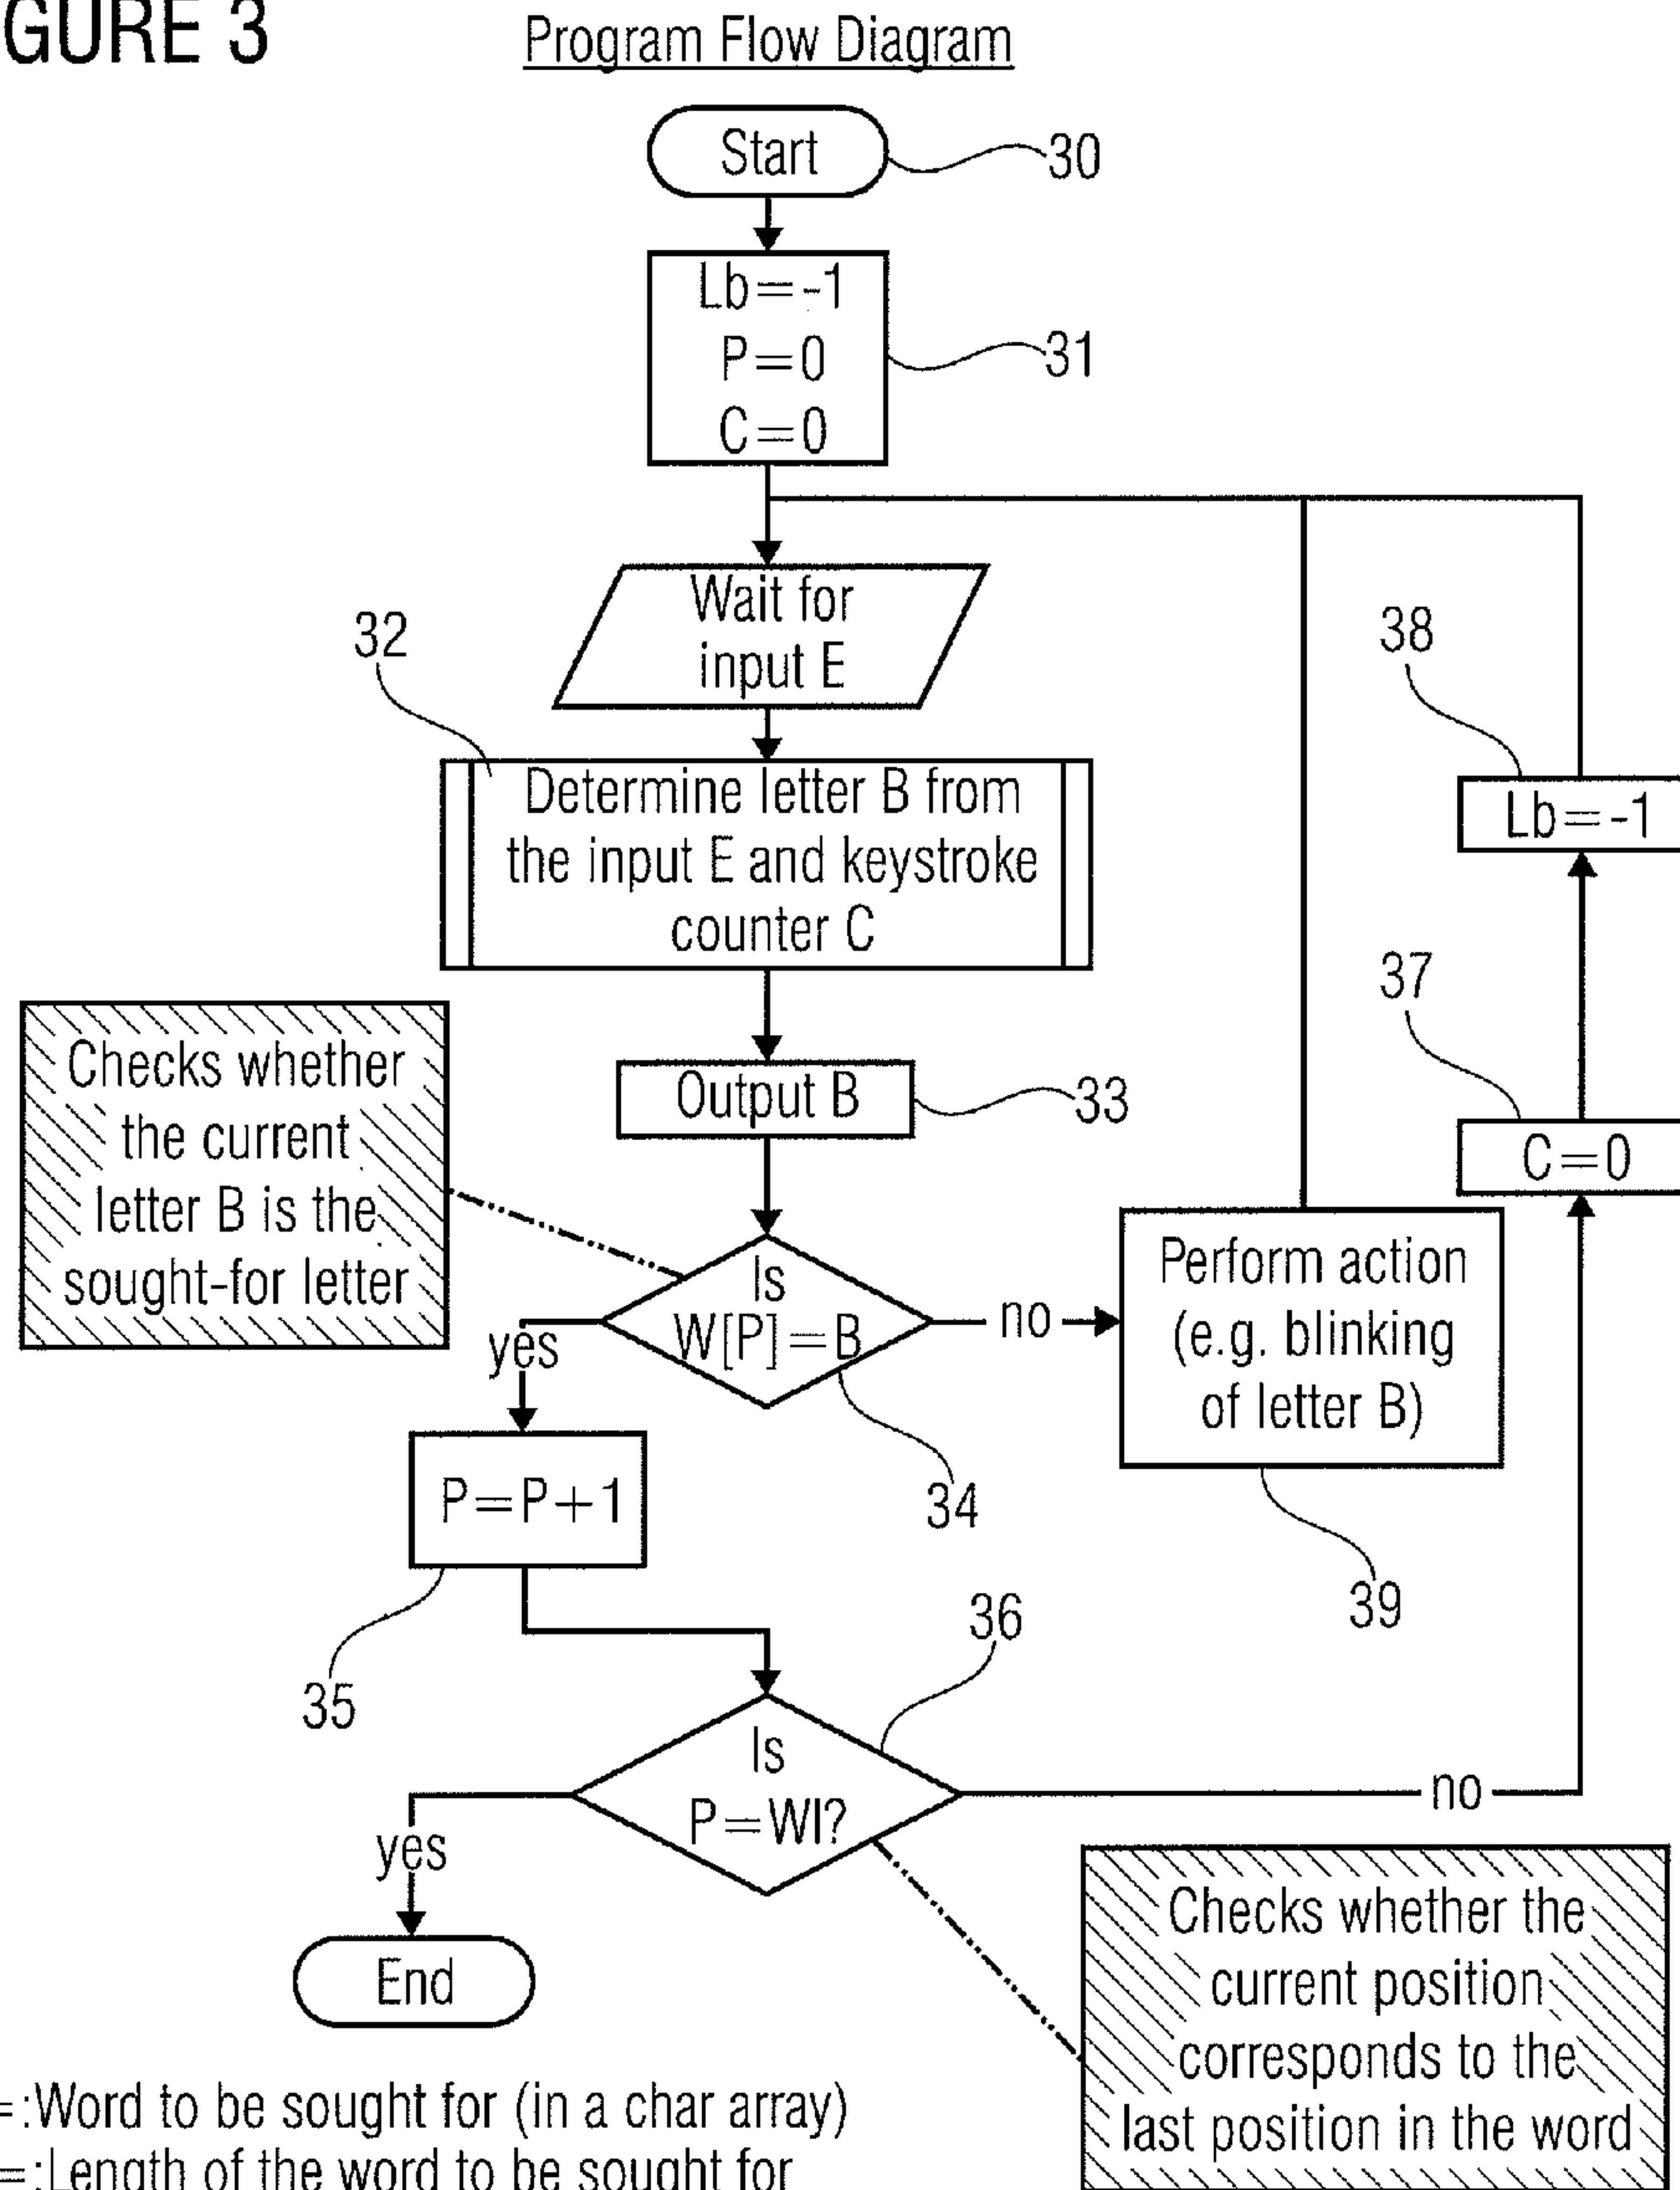 GURE 3
Program Flow Diagram
Start
30
Lb=-1
P=0
C=0
31
Wait for
input E
32
Determine letter B from
the input E and keystroke
counter C
38
Lb=-1
37
C=0
Checks whether
the current
letter B is the
sought-for letter
Output B
33
Is
W[P]=B
yes
no
34
Perform action
(e.g. blinking
of letter B)
39
P=P+1
35
36
Is
P=Wl?
yes
no
End
Checks whether the
current position
corresponds to the
last position in the word
=:Word to be sought for (in a char array)
=:Length of the word to be sought for